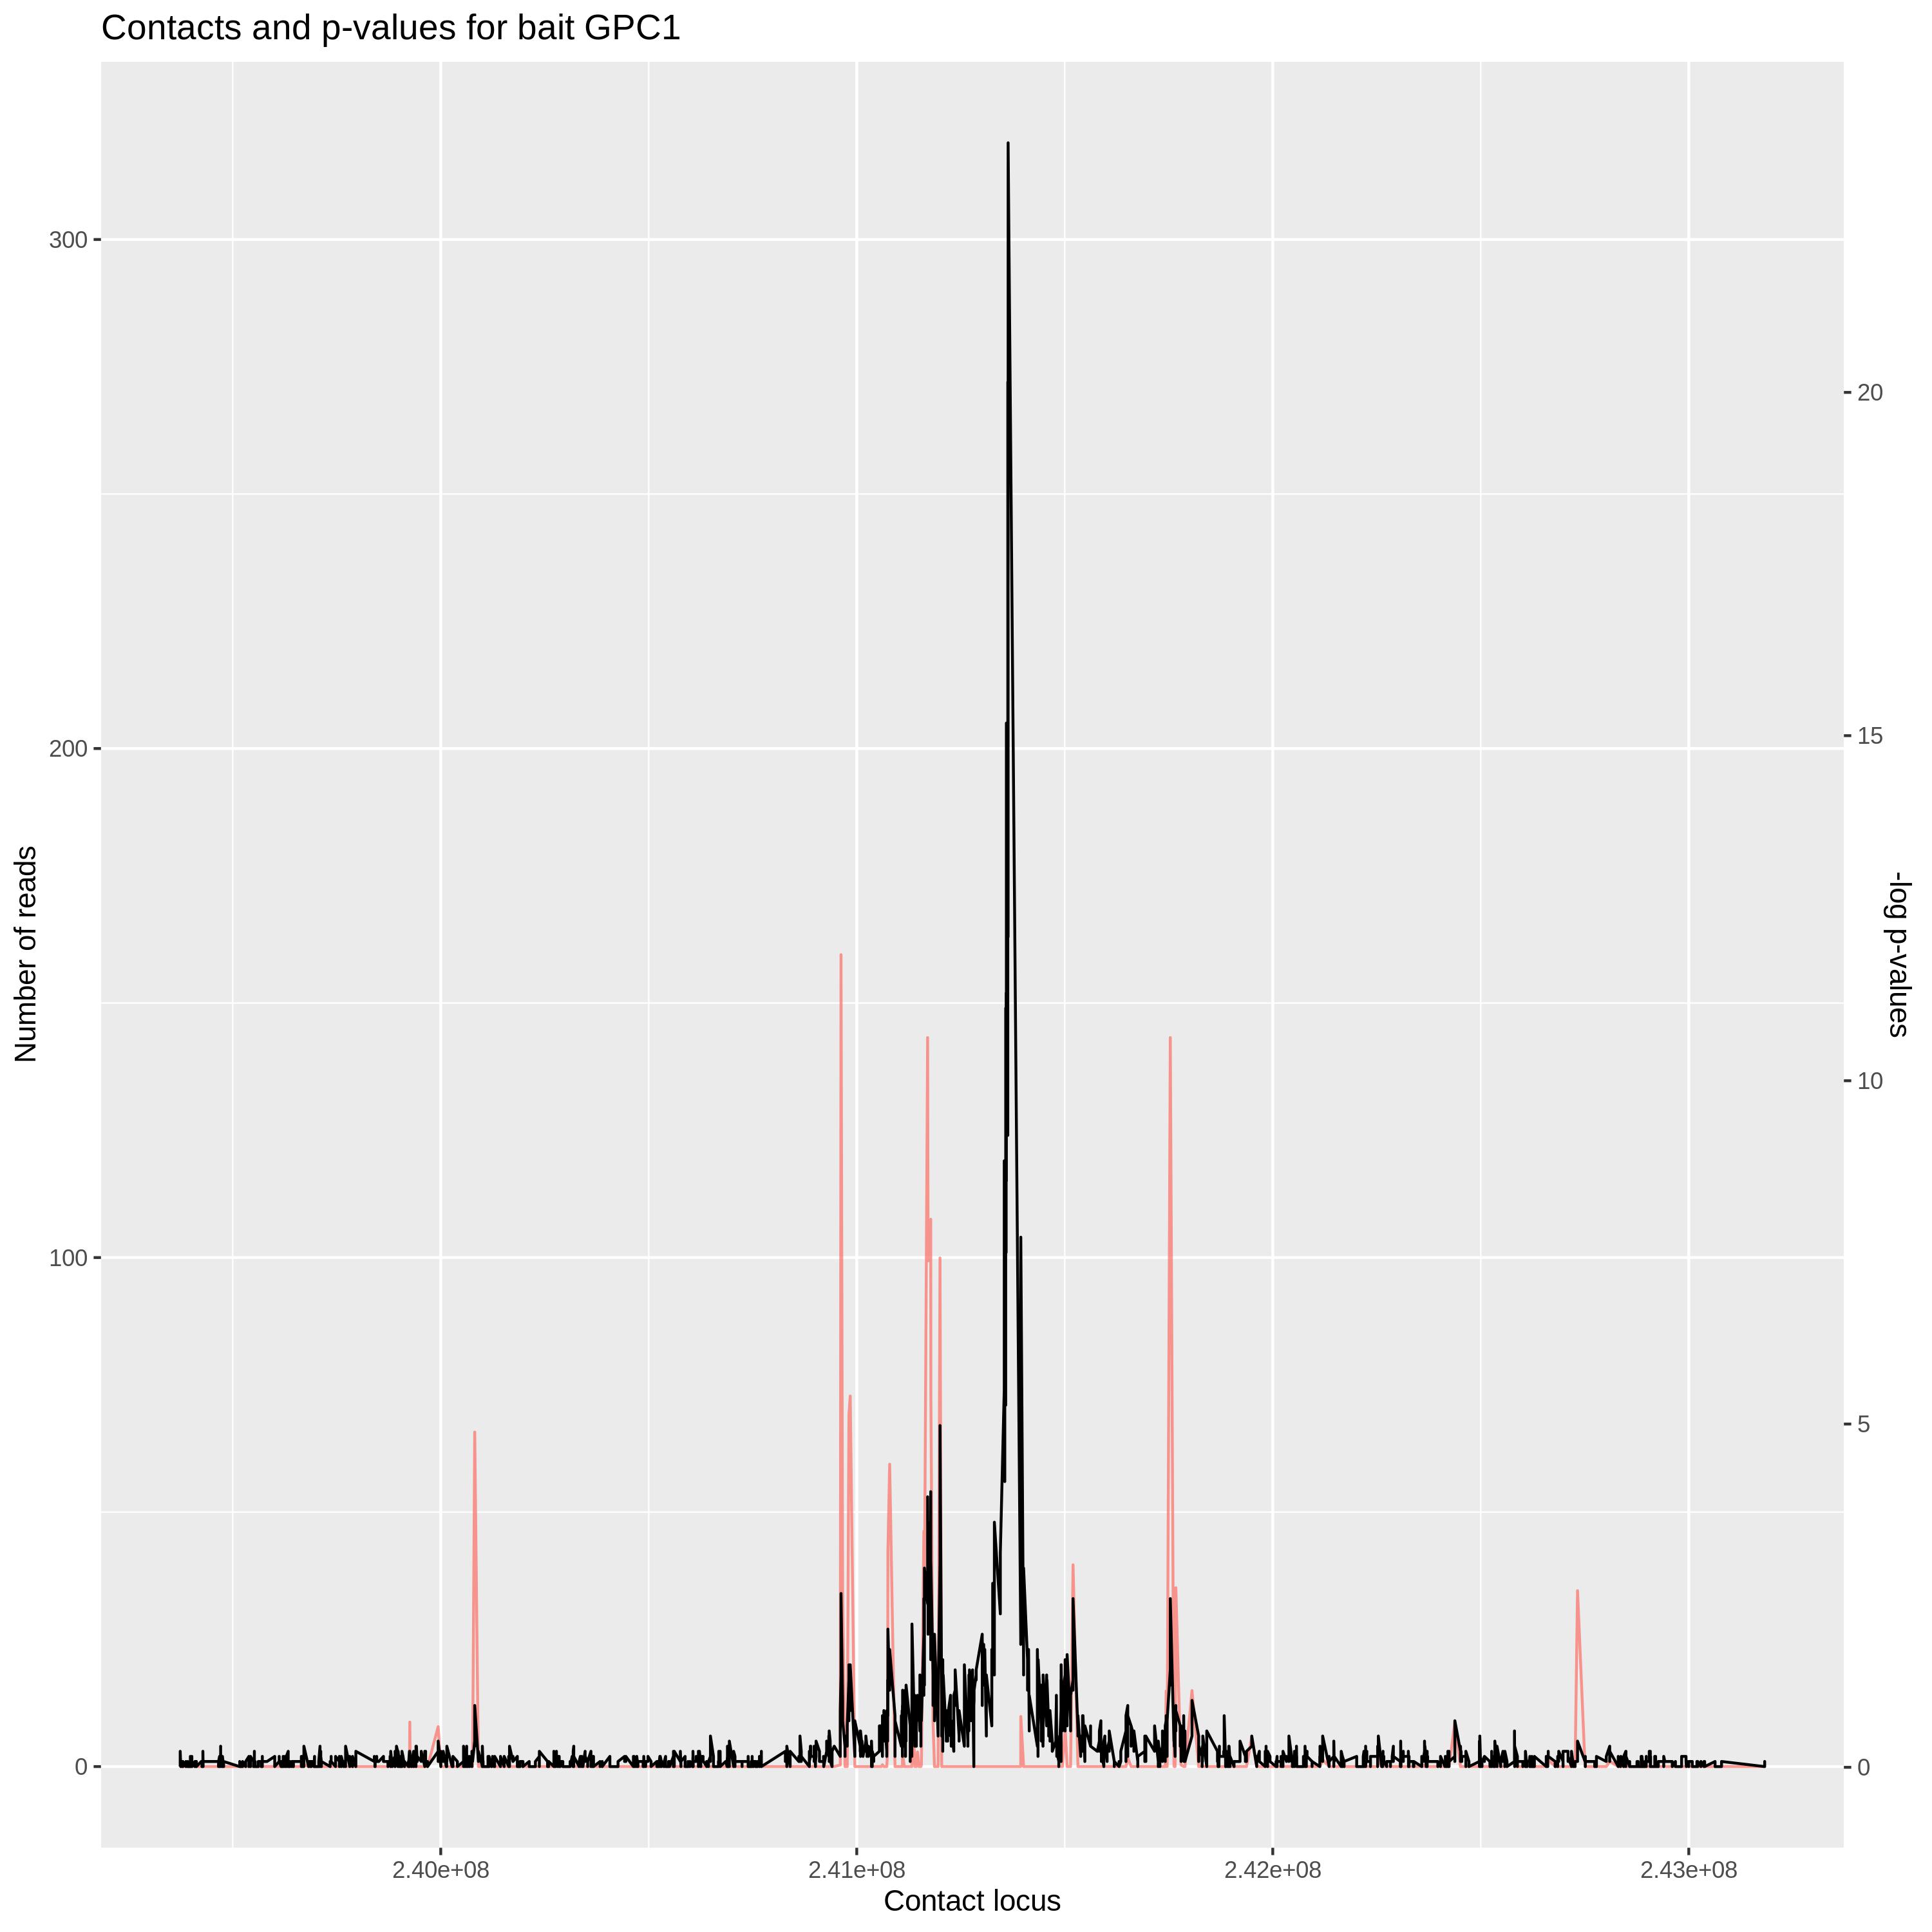 Contacts and p-values for bait GPC1
300
200
100
0
20
15
10
5
0
Number of reads
-log p-values
2.40e+08
2.41e+08
2.42e+08
2.43e+08
Contact locus